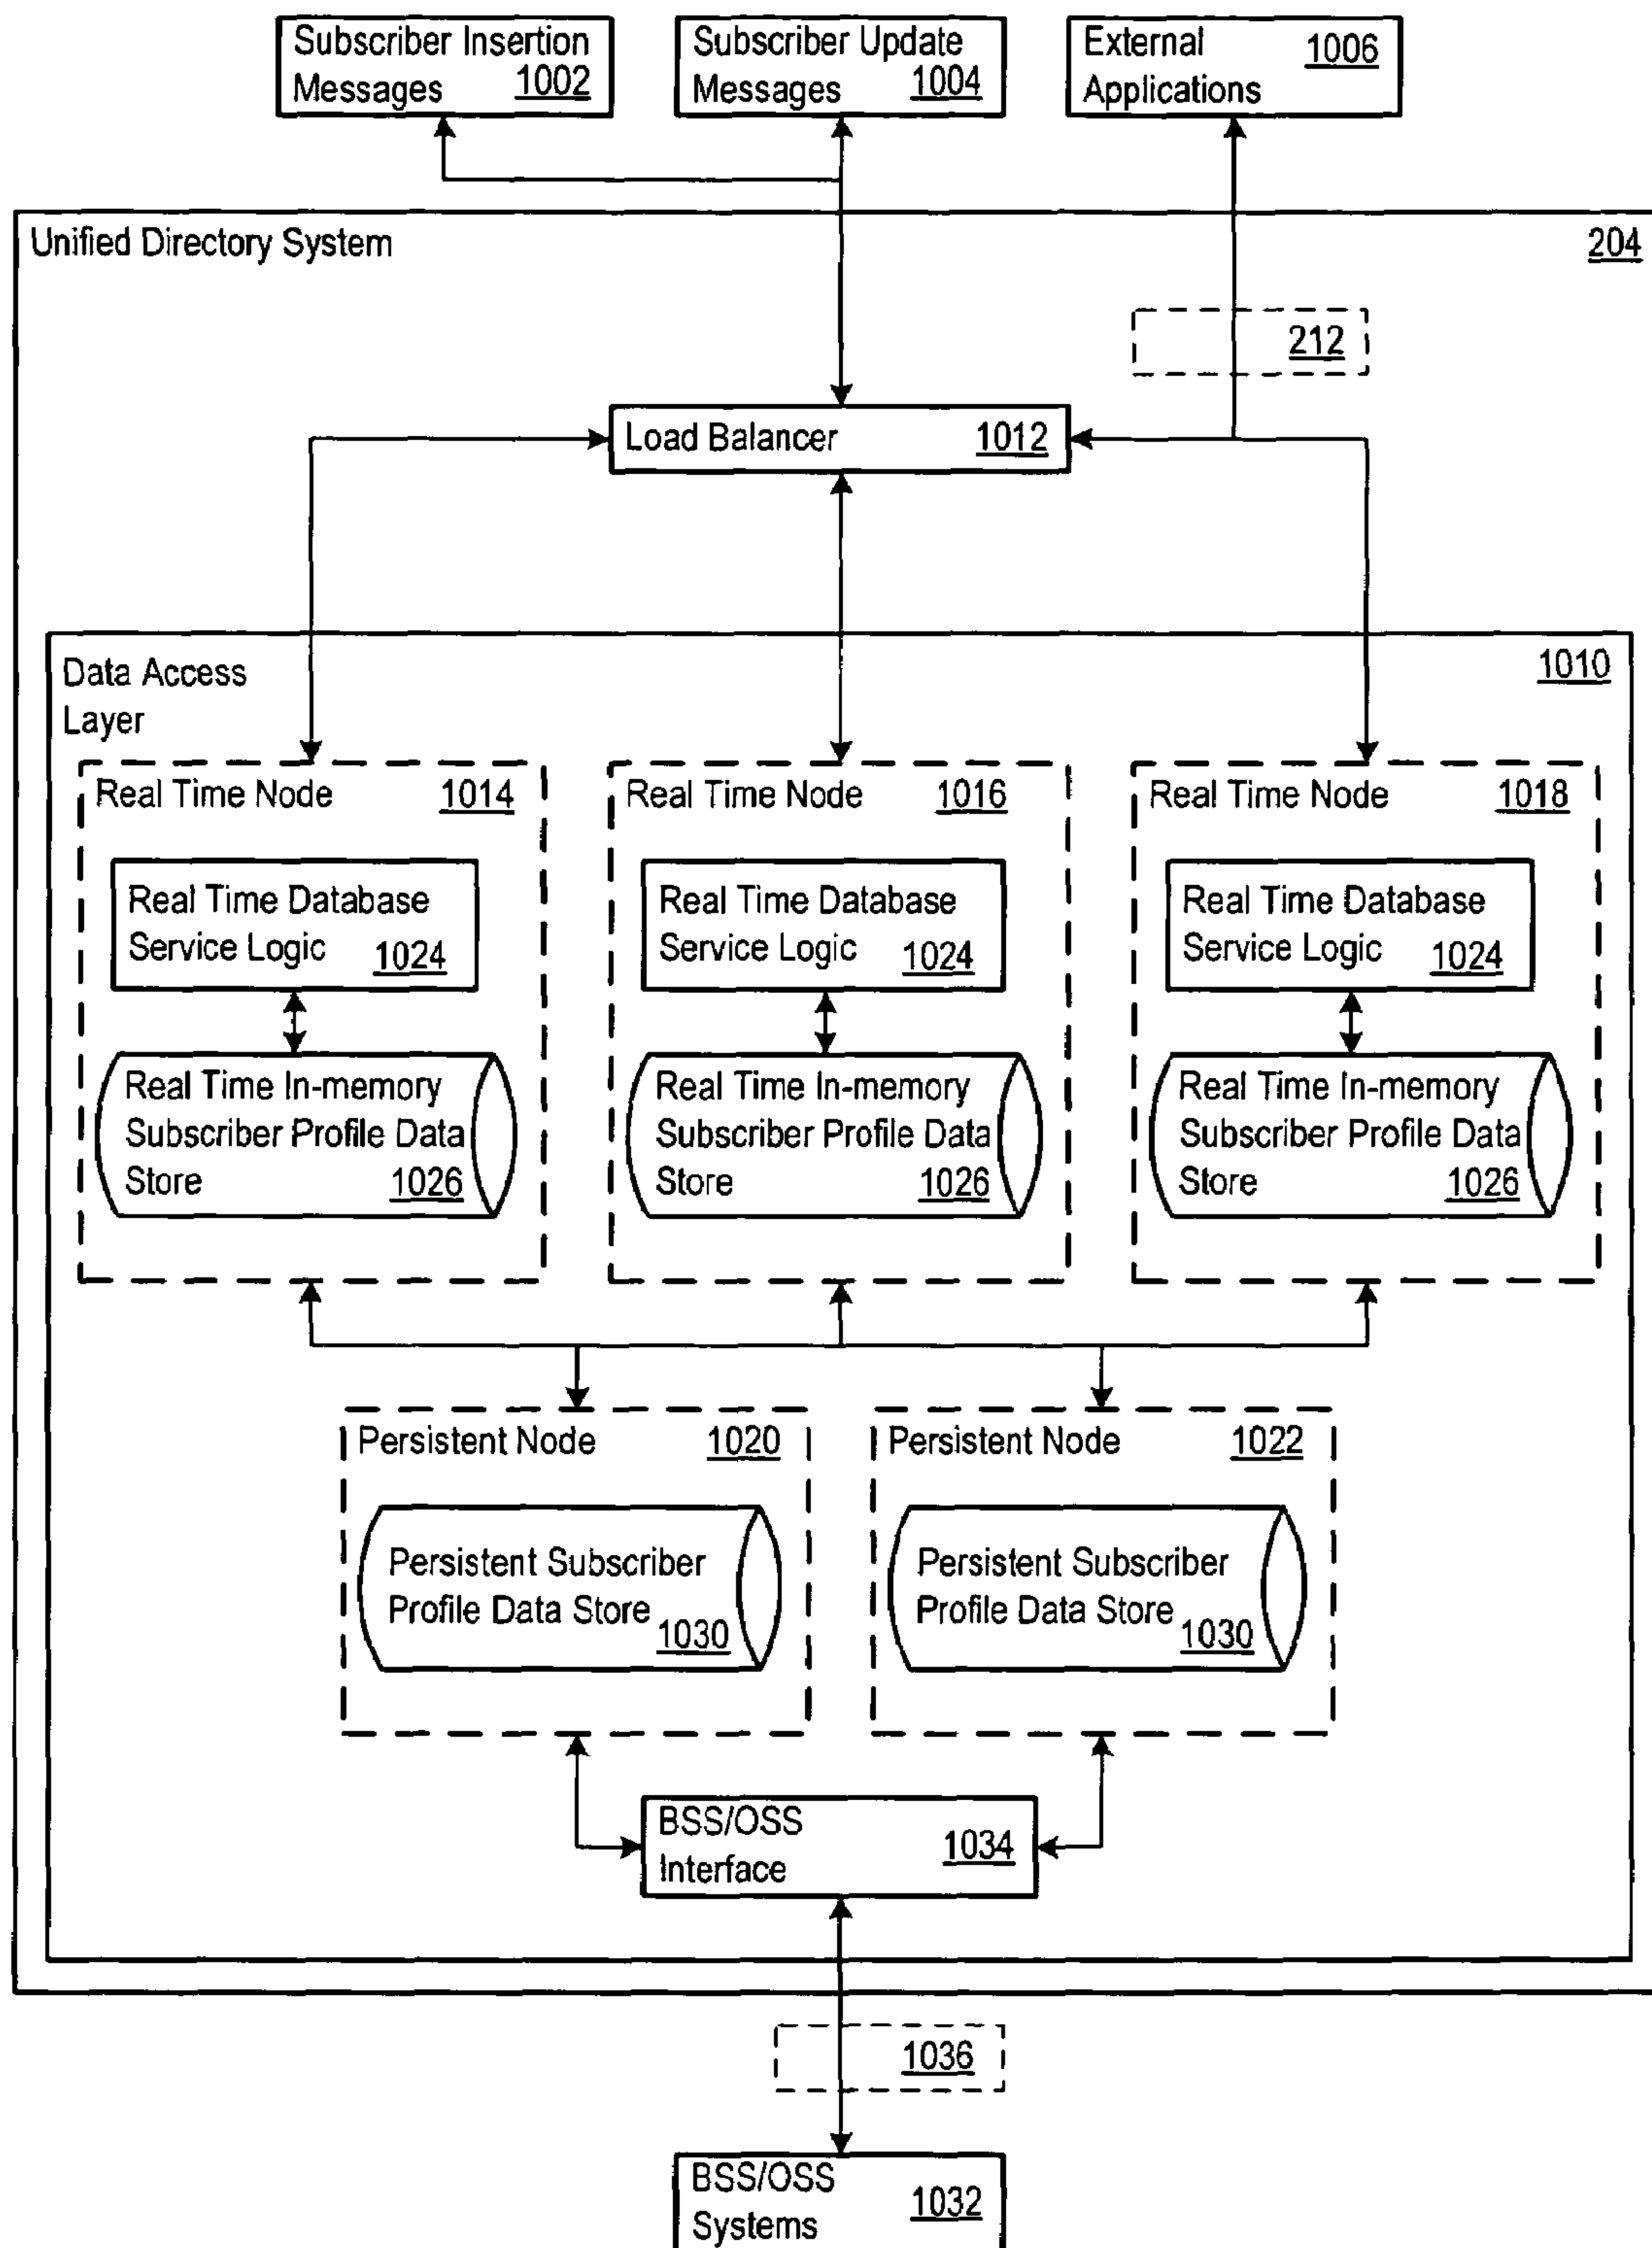 Subscriber Insertion
Messages 1002
Subscriber Update
Messages 1004
External 1006
Applications
Unified Directory System 204
212
Load Balancer 1012
Data Access 1010
Layer
Real Time Node 1014
Real Time Database
Service Logic 1024
Real Time In-memory
Subscriber Profile Data
Store 1026
Real Time Node 1016
Real Time Database
Service Logic 1024
Real Time In-memory
Subscriber Profile Data
Store 1026
Real Time Node 1018
Real Time Database
Service Logic 1024
Real Time In-memory
Subscriber Profile Data
Store 1026
Persistent Node 1020
Persistent Subscriber
Profile Data Store 1030
Persistent Node 1022
Persistent Subscriber
Profile Data Store 1030
BSS/OSS
Interface 1034
1036
BSS/OSS
Systems 1032